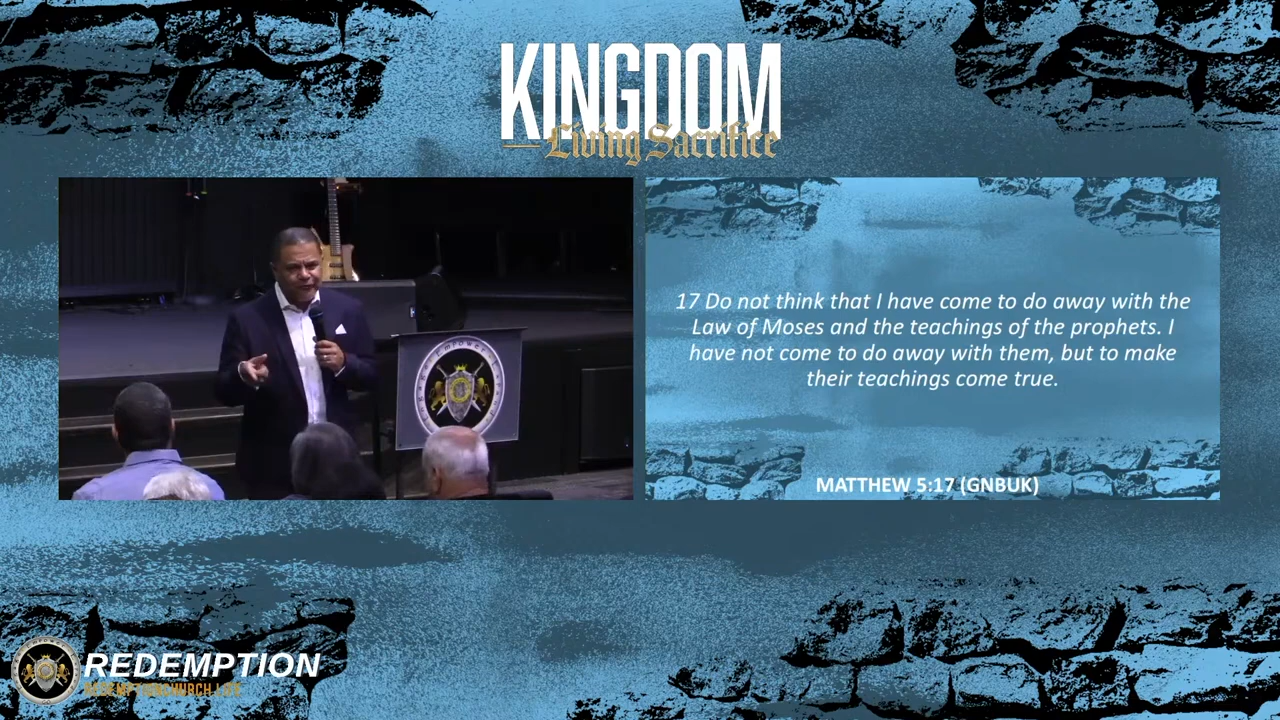 KINGDOM
Living Sacrifice
17 Do not think that I have come to do away with the
Law of Moses and the teachings of the prophets. I
have not come to do away with them, but to make
their teachings come true.
MATTHEW 5:17 (GNBUK)
REDEMPTION
REDEMPTIONCHURCH.LIFE